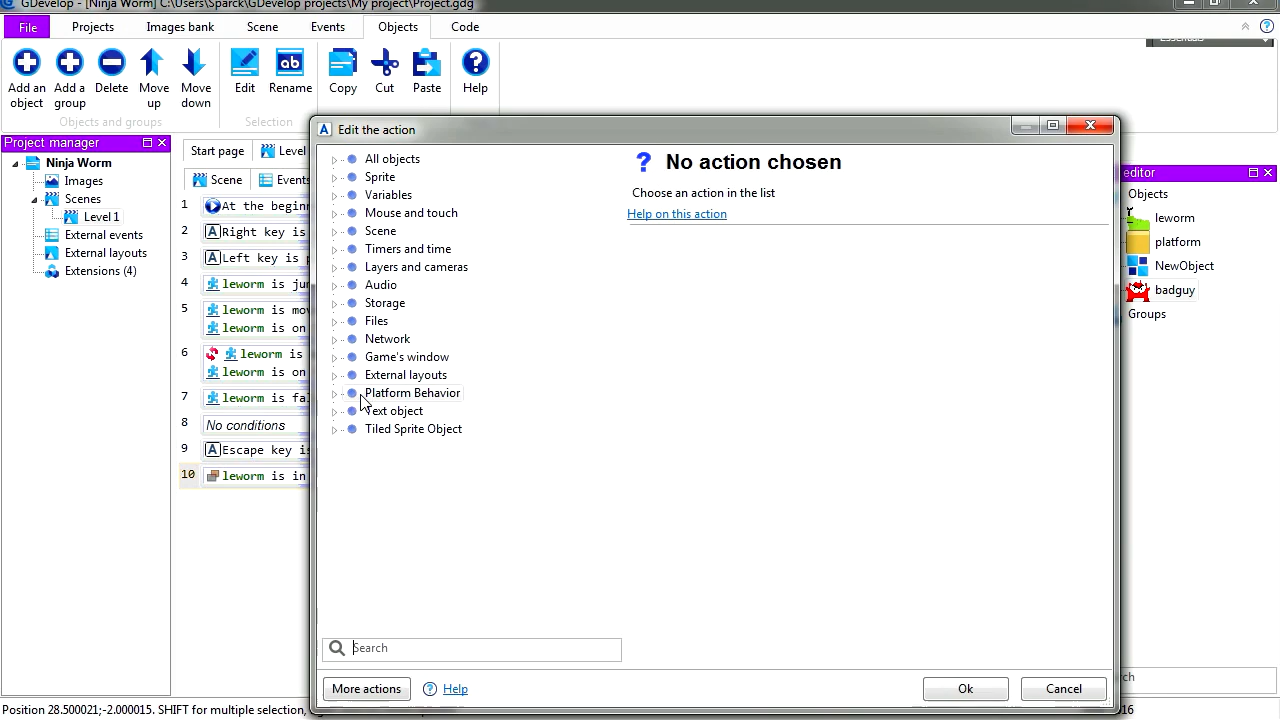 GDevelop - [Ninja Worm] C:\Users\Sparck\GDevelop projects\My project\Project.gdg
File Projects Images bank Scene Events Objects Code
Add an object Add a group Delete Move up Move down Edit Rename Copy Cut Paste Help
Objects and groups Selection
Project manager
Ninja Worm
Images
Scenes
Level 1
External events
External layouts
Extensions (4)
Start page Level
Scene Events
1 At the beginn
2 Right key is
3 Left key is p
4 leworm is jum
5 leworm is mov
leworm is on
6 leworm is
leworm is on
7 leworm is fal
8 No conditions
9 Escape key is
10 leworm is in
Edit the action
All objects
Sprite
Variables
Mouse and touch
Scene
Timers and time
Layers and cameras
Audio
Storage
Files
Network
Game's window
External layouts
Platform Behavior
Text object
Tiled Sprite Object
Search
More actions Help
? No action chosen
Choose an action in the list
Help on this action
Ok Cancel
editor
Objects
leworm
platform
NewObject
badguy
Groups
rch
Position 28.500021;-2.000015. SHIFT for multiple selection,
016